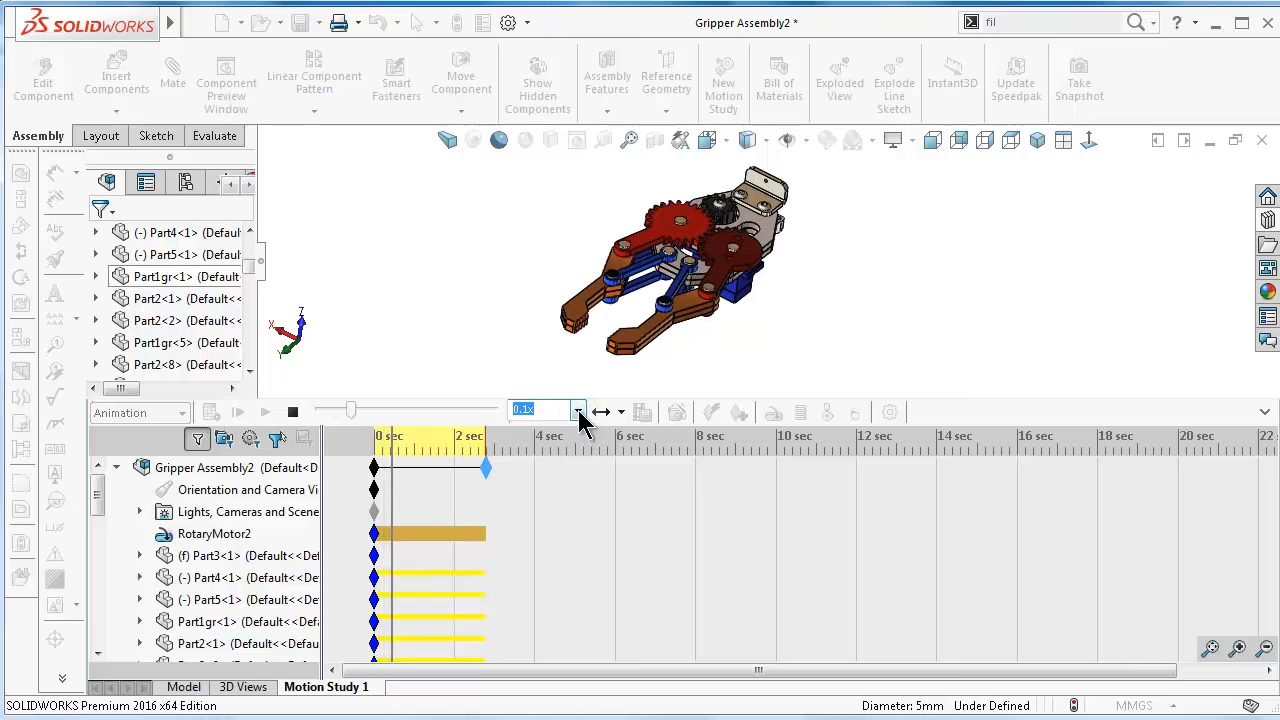 SOLIDWORKS
Gripper Assembly2 *
fil
Edit Component
Insert Components
Mate
Component Preview Window
Linear Component Pattern
Smart Fasteners
Move Component
Show Hidden Components
Assembly Features
Reference Geometry
New Motion Study
Bill of Materials
Exploded View
Explode Line Sketch
Instant3D
Update Speedpak
Take Snapshot
Assembly
Layout
Sketch
Evaluate
(-) Part4<1> (Defaul
(-) Part5<1> (Defaul
Part1gr<1> (Default
Part2<1> (Default<<
Part2<2> (Default<<
Part1gr<5> (Default
Part2<8> (Default<<
X
Z
Y
Animation
0.1x
0 sec
2 sec
4 sec
6 sec
8 sec
10 sec
12 sec
14 sec
16 sec
18 sec
20 sec
22
Gripper Assembly2 (Default<D
Orientation and Camera Vi
Lights, Cameras and Scene
RotaryMotor2
(f) Part3<1> (Default<<Def
(-) Part4<1> (Default<<De
(-) Part5<1> (Default<<De
Part1gr<1> (Default<<De
Part2<1> (Default<<Defau
Model
3D Views
Motion Study 1
SOLIDWORKS Premium 2016 x64 Edition
Diameter: 5mm
Under Defined
MMGS